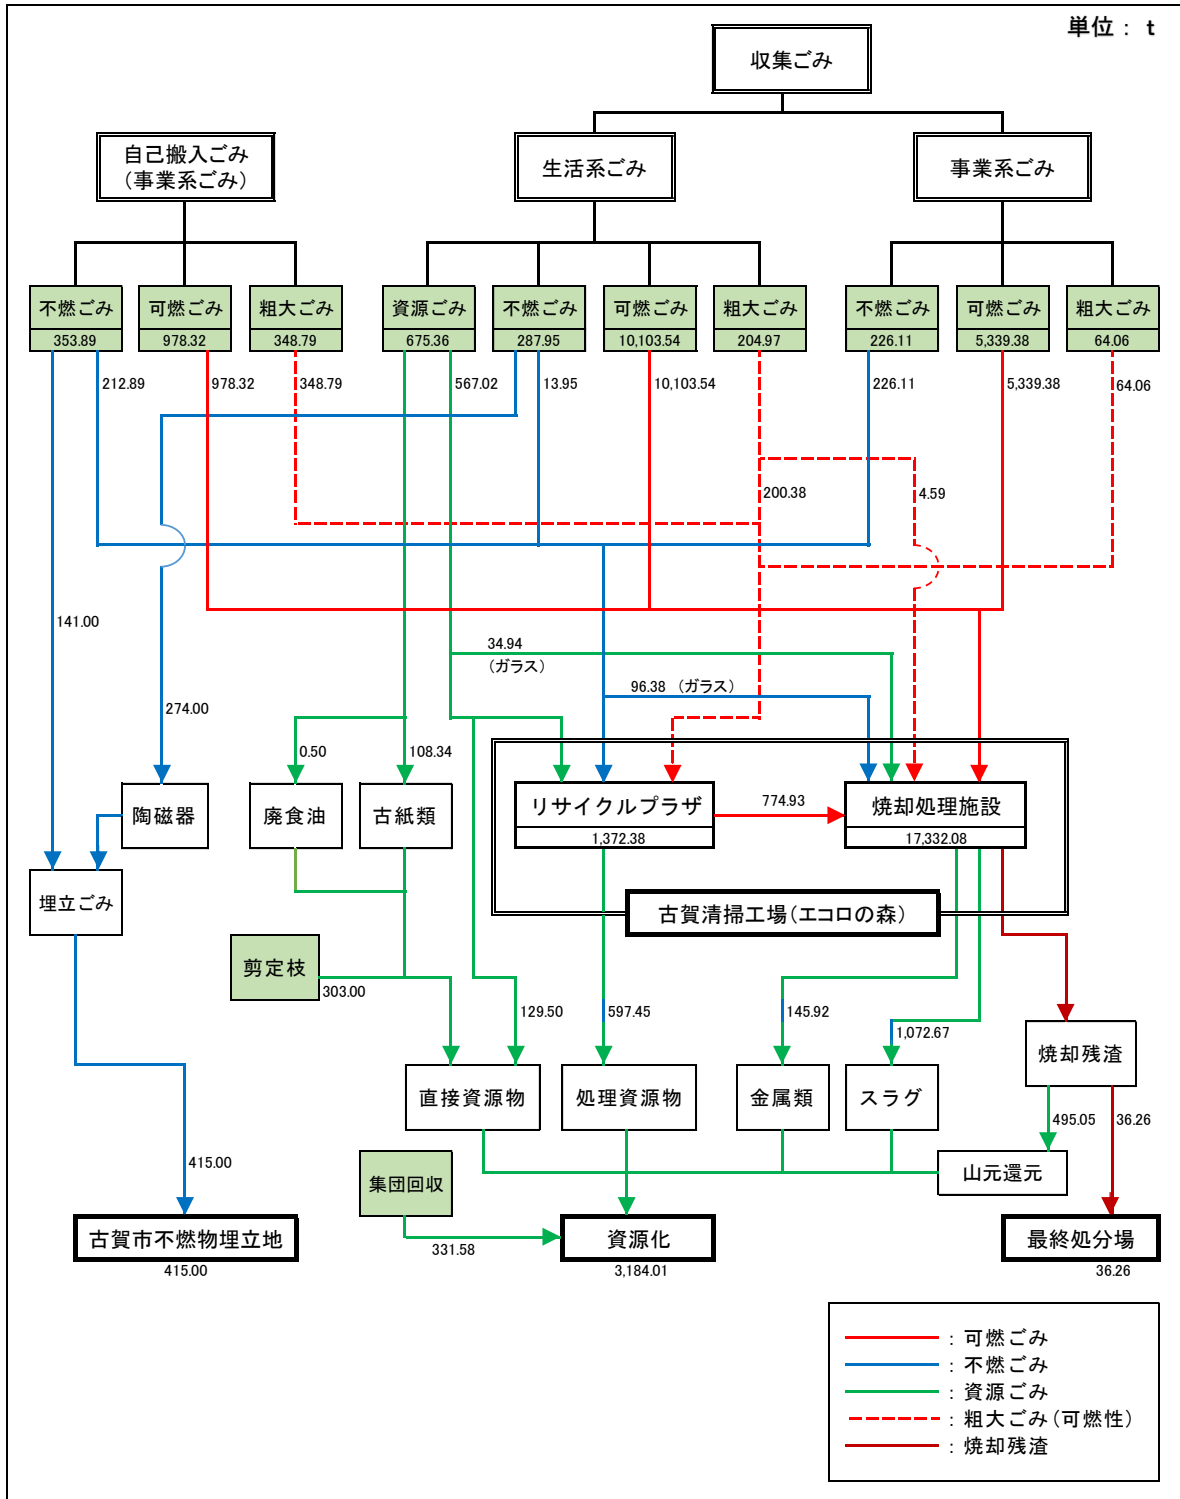 単位 : t
収集ごみ
自己搬入ごみ
（事業系ごみ）
生活系ごみ
事業系ごみ
不燃ごみ
353.89
可燃ごみ
978.32
粗大ごみ
348.79
資源ごみ
675.36
不燃ごみ
287.95
可燃ごみ
10,103.54
粗大ごみ
204.97
不燃ごみ
226.11
可燃ごみ
5,339.38
粗大ごみ
64.06
212.89
978.32
348.79
567.02
13.95
10,103.54
226.11
5,339.38
64.06
200.38
4.59
141.00
34.94
（ガラス）
96.38 （ガラス）
274.00
0.50
108.34
陶磁器
廃食油
古紙類
リサイクルプラザ
1,372.38
774.93
焼却処理施設
17,332.08
埋立ごみ
古賀清掃工場（エコロの森）
剪定枝
303.00
129.50
597.45
145.92
1,072.67
焼却残渣
直接資源物
処理資源物
金属類
スラグ
495.05
36.26
415.00
集団回収
山元還元
331.58
古賀市不燃物埋立地
415.00
資源化
3,184.01
最終処分場
36.26
: 可燃ごみ
: 不燃ごみ
: 資源ごみ
: 粗大ごみ（可燃性）
: 焼却残渣